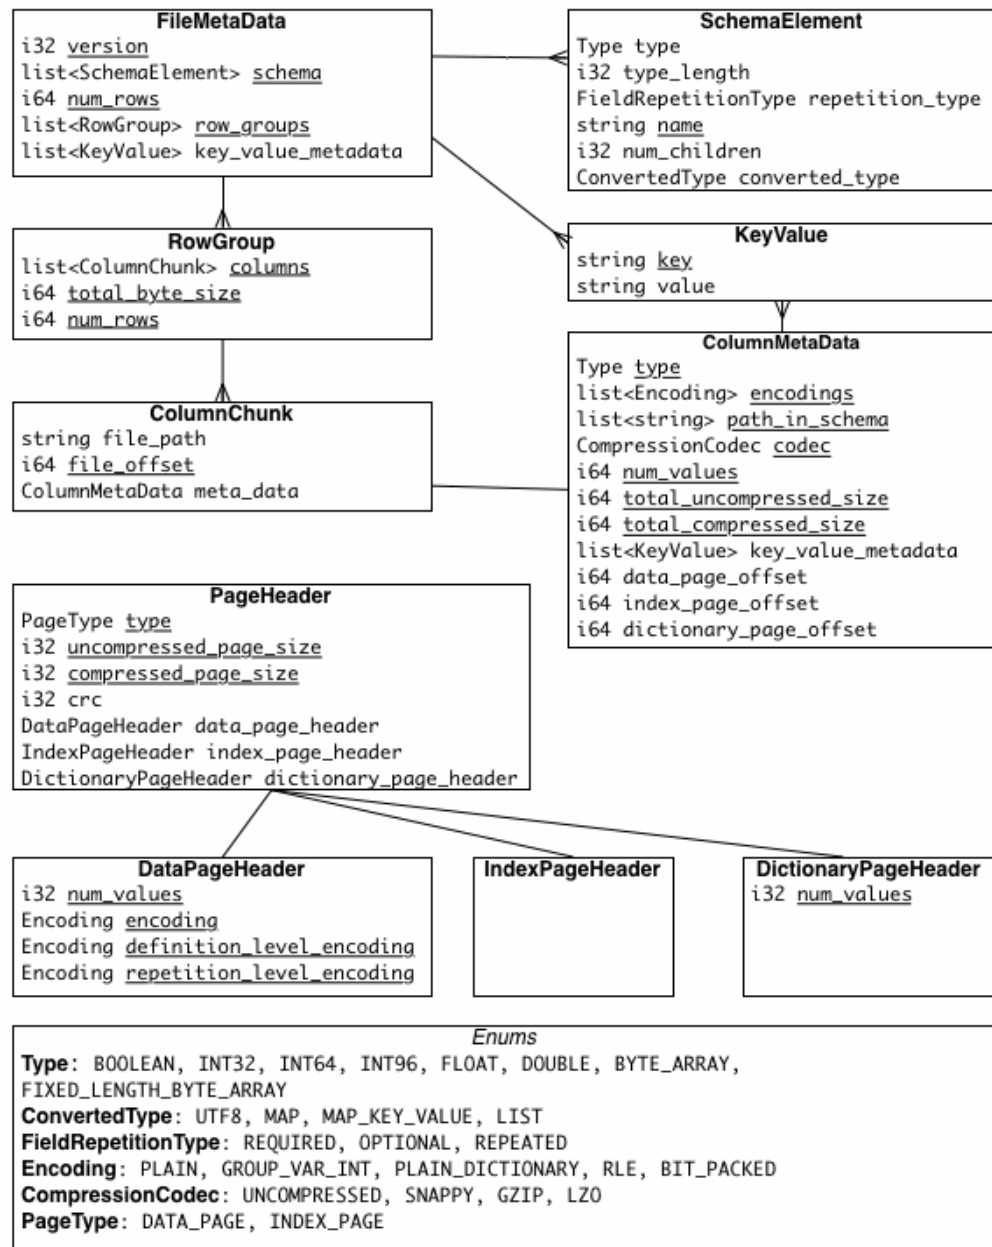 FileMetaData
i32 version
list<SchemaElement> schema
i64 num_rows
list<RowGroup> row_groups
list<KeyValue> key_value_metadata
SchemaElement
Type type
i32 type_length
FieldRepetitionType repetition_type
string name
i32 num_children
ConvertedType converted_type
RowGroup
list<ColumnChunk> columns
i64 total_byte_size
i64 num_rows
KeyValue
string key
string value
ColumnChunk
string file_path
i64 file_offset
ColumnMetaData meta_data
ColumnMetaData
Type type
list<Encoding> encodings
list<string> path_in_schema
CompressionCodec codec
i64 num_values
i64 total_uncompressed_size
i64 total_compressed_size
list<KeyValue> key_value_metadata
i64 data_page_offset
i64 index_page_offset
i64 dictionary_page_offset
PageHeader
PageType type
i32 uncompressed_page_size
i32 compressed_page_size
i32 crc
DataPageHeader data_page_header
IndexPageHeader index_page_header
DictionaryPageHeader dictionary_page_header
DataPageHeader
i32 num_values
Encoding encoding
Encoding definition_level_encoding
Encoding repetition_level_encoding
IndexPageHeader
DictionaryPageHeader
i32 num_values
Enums
Type: BOOLEAN, INT32, INT64, INT96, FLOAT, DOUBLE, BYTE_ARRAY,
FIXED_LENGTH_BYTE_ARRAY
ConvertedType: UTF8, MAP, MAP_KEY_VALUE, LIST
FieldRepetitionType: REQUIRED, OPTIONAL, REPEATED
Encoding: PLAIN, GROUP_VAR_INT, PLAIN_DICTIONARY, RLE, BIT_PACKED
CompressionCodec: UNCOMPRESSED, SNAPPY, GZIP, LZO
PageType: DATA_PAGE, INDEX_PAGE